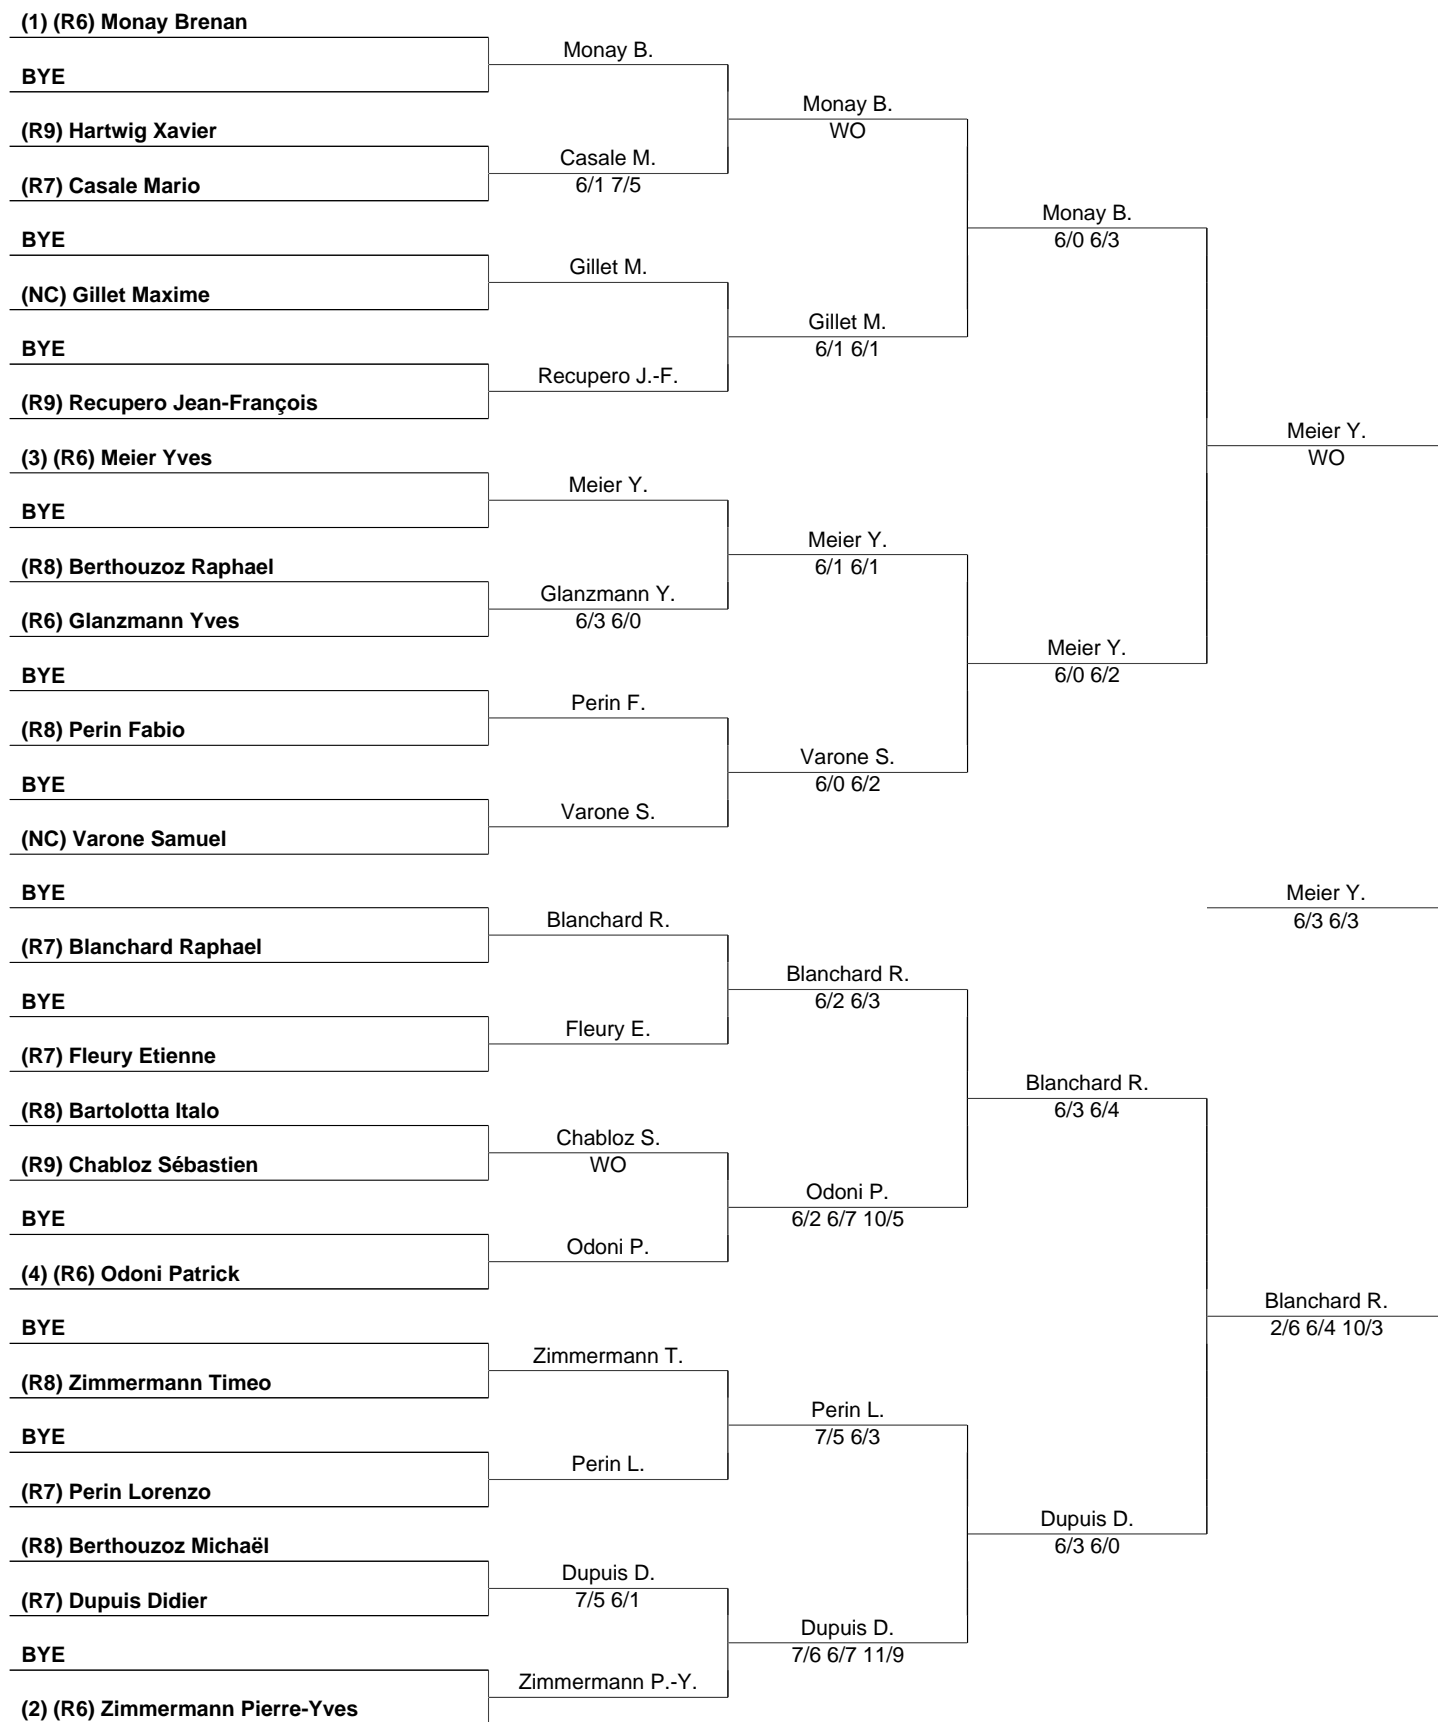 (1) (R6) Monay Brenan
BYE
(R9) Hartwig Xavier
(R7) Casale Mario
BYE
(NC) Gillet Maxime
BYE
(R9) Recupero Jean-François
(3) (R6) Meier Yves
BYE
(R8) Berthouzoz Raphael
(R6) Glanzmann Yves
BYE
(R8) Perin Fabio
BYE
(NC) Varone Samuel
BYE
(R7) Blanchard Raphael
BYE
(R7) Fleury Etienne
(R8) Bartolotta Italo
(R9) Chabloz Sébastien
BYE
(4) (R6) Odoni Patrick
BYE
(R8) Zimmermann Timeo
BYE
(R7) Perin Lorenzo
(R8) Berthouzoz Michaël
(R7) Dupuis Didier
BYE
(2) (R6) Zimmermann Pierre-Yves
Monay B.
Casale M.
6/1 7/5
Gillet M.
Recupero J.-F.
Meier Y.
Glanzmann Y.
6/3 6/0
Perin F.
Varone S.
Blanchard R.
Fleury E.
Chabloz S.
WO
Odoni P.
Zimmermann T.
Perin L.
Dupuis D.
7/5 6/1
Zimmermann P.-Y.
Monay B.
WO
Gillet M.
6/1 6/1
Meier Y.
6/1 6/1
Varone S.
6/0 6/2
Blanchard R.
6/2 6/3
Odoni P.
6/2 6/7 10/5
Perin L.
7/5 6/3
Dupuis D.
7/6 6/7 11/9
Monay B.
6/0 6/3
Meier Y.
6/0 6/2
Blanchard R.
6/3 6/4
Dupuis D.
6/3 6/0
Meier Y.
WO
Meier Y.
6/3 6/3
Blanchard R.
2/6 6/4 10/3